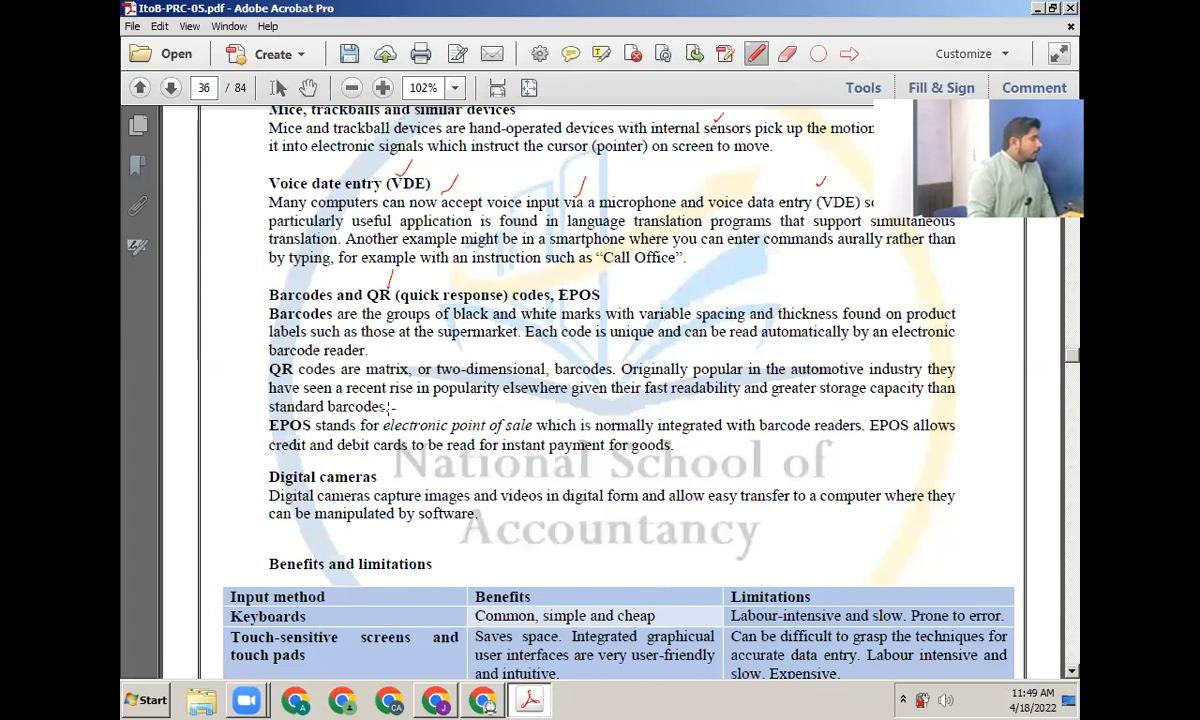 ItoB-PRC-05.pdf - Adobe Acrobat Pro
File Edit View Window Help
Open Create Customize
36 / 84 102% Tools Fill & Sign Comment
Mice, trackballs and similar devices
Mice and trackball devices are hand-operated devices with internal sensors pick up the motion
it into electronic signals which instruct the cursor (pointer) on screen to move.
Voice date entry (VDE)
Many computers can now accept voice input via a microphone and voice data entry (VDE)
particularly useful application is found in language translation programs that support simultaneous
translation. Another example might be in a smartphone where you can enter commands aurally rather than
by typing, for example with an instruction such as “Call Office”.
Barcodes and QR (quick response) codes, EPOS
Barcodes are the groups of black and white marks with variable spacing and thickness found on product
labels such as those at the supermarket. Each code is unique and can be read automatically by an electronic
barcode reader.
QR codes are matrix, or two-dimensional, barcodes. Originally popular in the automotive industry they
have seen a recent rise in popularity elsewhere given their fast readability and greater storage capacity than
standard barcodes.
EPOS stands for electronic point of sale which is normally integrated with barcode readers. EPOS allows
credit and debit cards to be read for instant payment for goods.
National School of
Accountancy
Digital cameras
Digital cameras capture images and videos in digital form and allow easy transfer to a computer where they
can be manipulated by software.
Benefits and limitations
Input method Benefits Limitations
Keyboards Common, simple and cheap Labour-intensive and slow. Prone to error.
Touch-sensitive screens and Saves space. Integrated graphicual Can be difficult to grasp the techniques for
touch pads user interfaces are very user-friendly accurate data entry. Labour intensive and
and intuitive. slow. Expensive.
Start 11:49 AM
4/18/2022